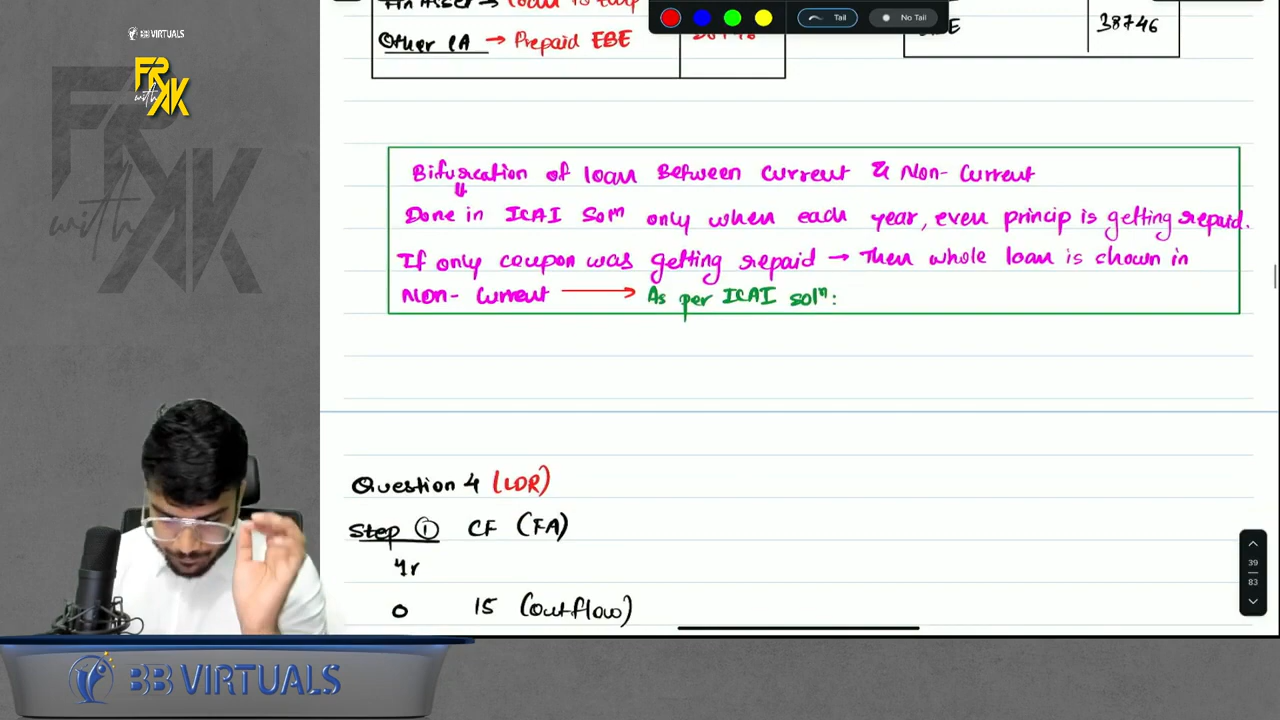 BB VIRTUALS
FR
with
AK
Tail
No Tail
Other CA → Prepaid EBE
38746
Bifurcation of loan Between Current & Non-Current
Done in ICAI Solⁿ only when each year, even princip is getting repaid.
If only coupon was getting repaid → Then whole loan is shown in
Non-Current → As per ICAI solⁿ:
Question 4 (LDR)
Step ① CF (FA)
Yr
0 15 (outflow)
39
83
BB VIRTUALS